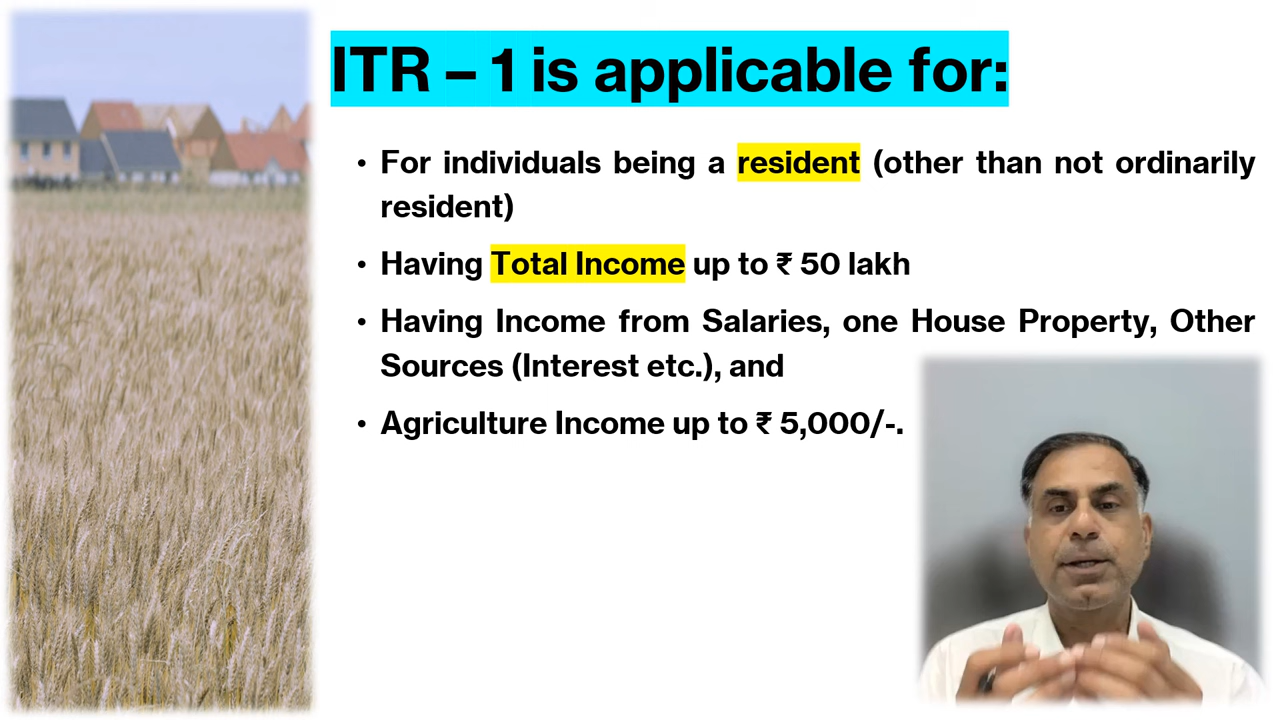 ITR – 1 is applicable for:
• For individuals being a resident (other than not ordinarily
resident)
• Having Total Income up to ₹ 50 lakh
• Having Income from Salaries, one House Property, Other
Sources (Interest etc.), and
• Agriculture Income up to ₹ 5,000/-.